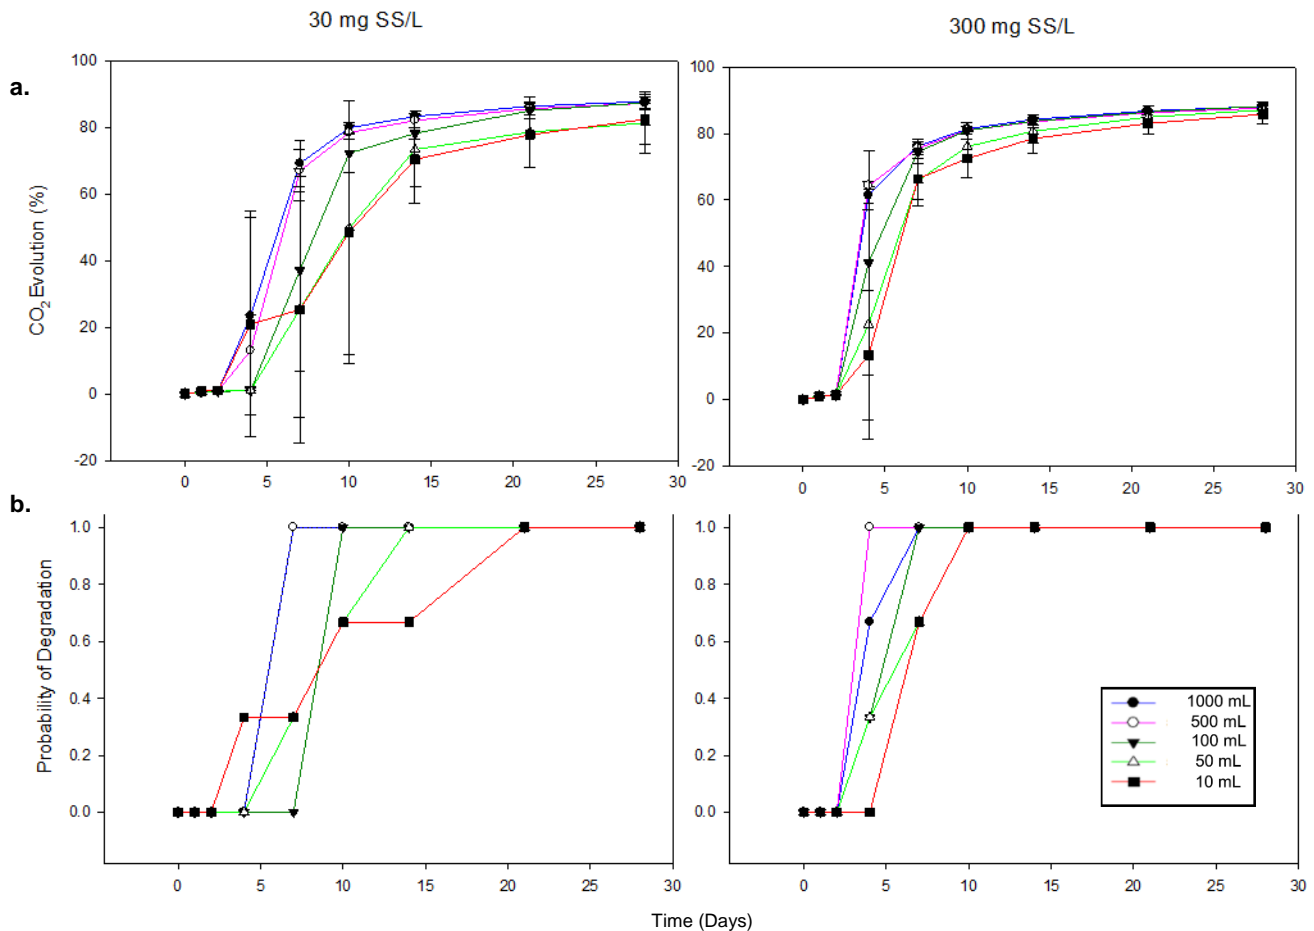 30 mg SS/L
300 mg SS/L
a.
100
80
60
40
20
0
-20
CO2 Evolution (%)
0 5 10 15 20 25 30
100
80
60
40
20
0
-20
0 5 10 15 20 25 30
b.
1.0
0.8
0.6
0.4
0.2
0.0
Probability of Degradation
0 5 10 15 20 25 30
1.0
0.8
0.6
0.4
0.2
0.0
0 5 10 15 20 25 30
1000 mL
500 mL
100 mL
50 mL
10 mL
Time (Days)